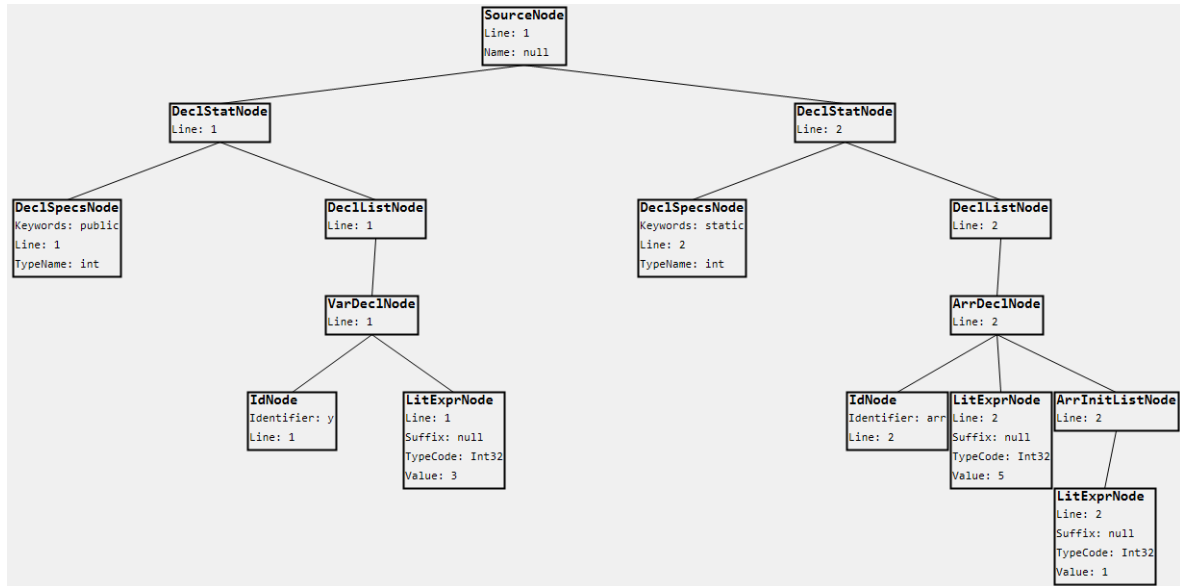 SourceNode
Line: 1
Name: null
DeclStatNode
Line: 1
DeclStatNode
Line: 2
DeclSpecsNode
Keywords: public
Line: 1
TypeName: int
DeclListNode
Line: 1
DeclSpecsNode
Keywords: static
Line: 2
TypeName: int
DeclListNode
Line: 2
VarDeclNode
Line: 1
ArrDeclNode
Line: 2
IdNode
Identifier: y
Line: 1
LitExprNode
Line: 1
Suffix: null
TypeCode: Int32
Value: 3
IdNode
Identifier: arr
Line: 2
LitExprNode
Line: 2
Suffix: null
TypeCode: Int32
Value: 5
ArrInitListNode
Line: 2
LitExprNode
Line: 2
Suffix: null
TypeCode: Int32
Value: 1